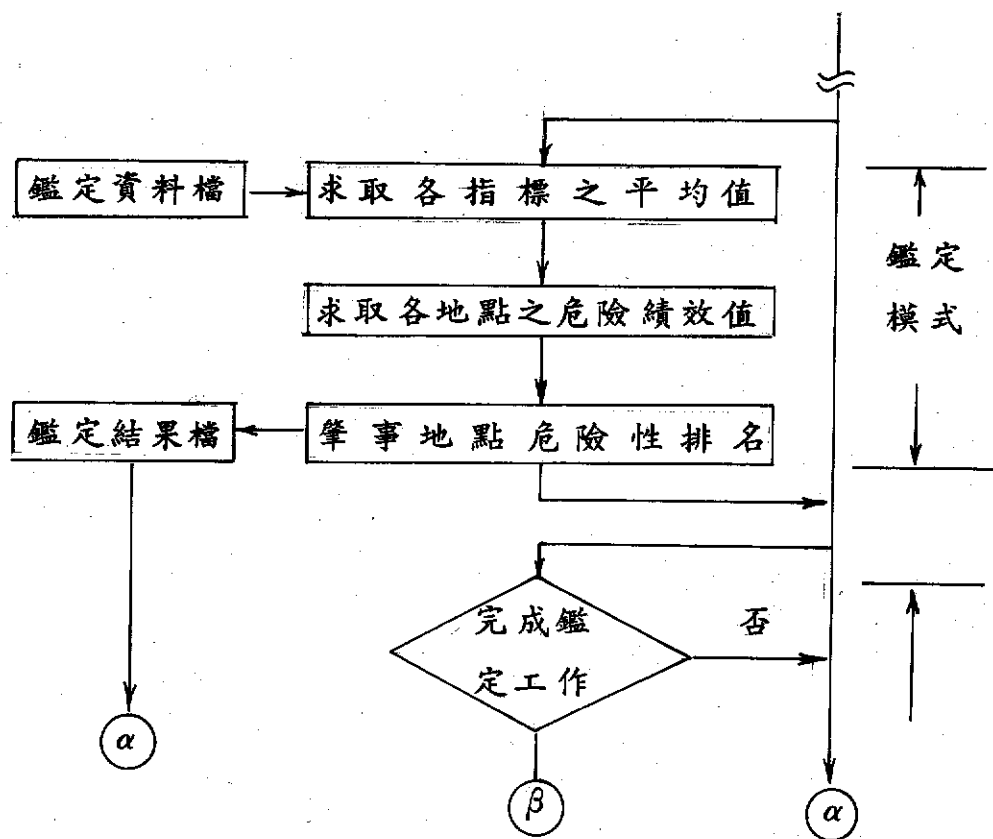 鑑定資料檔
求取各指標之平均值
鑑定
模式
求取各地點之危險績效值
鑑定結果檔
肇事地點危險性排名
完成鑑
定工作
否
α
β
α